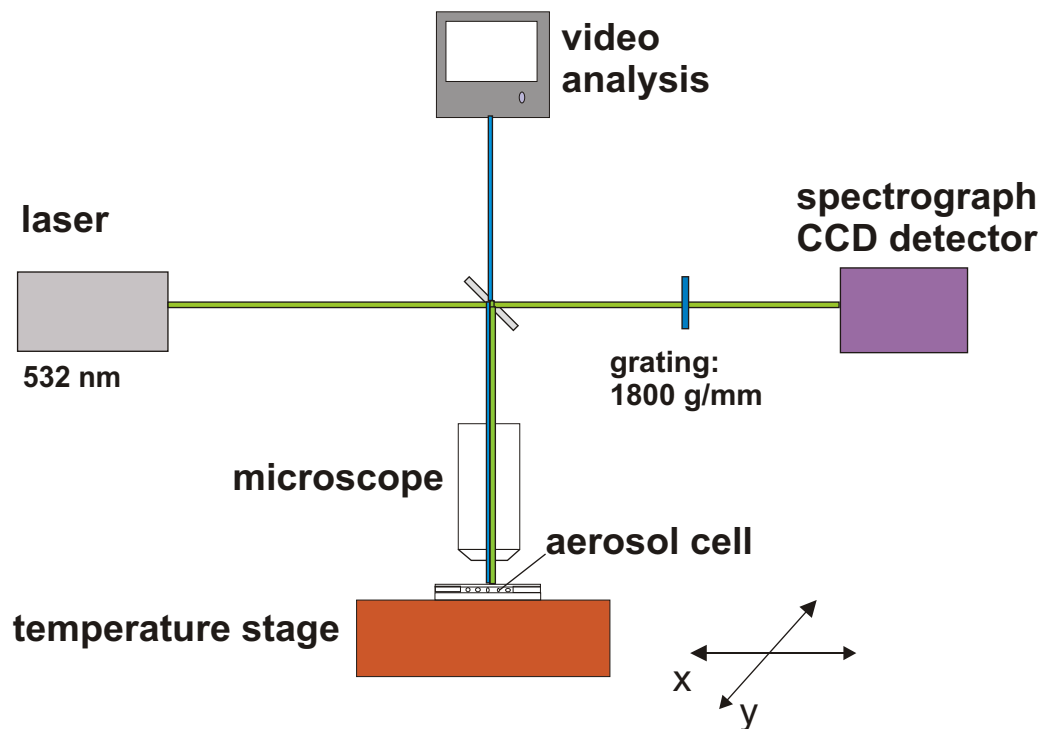 video
analysis
laser
spectrograph
CCD detector
532 nm
grating:
1800 g/mm
microscope
aerosol cell
temperature stage
x
y